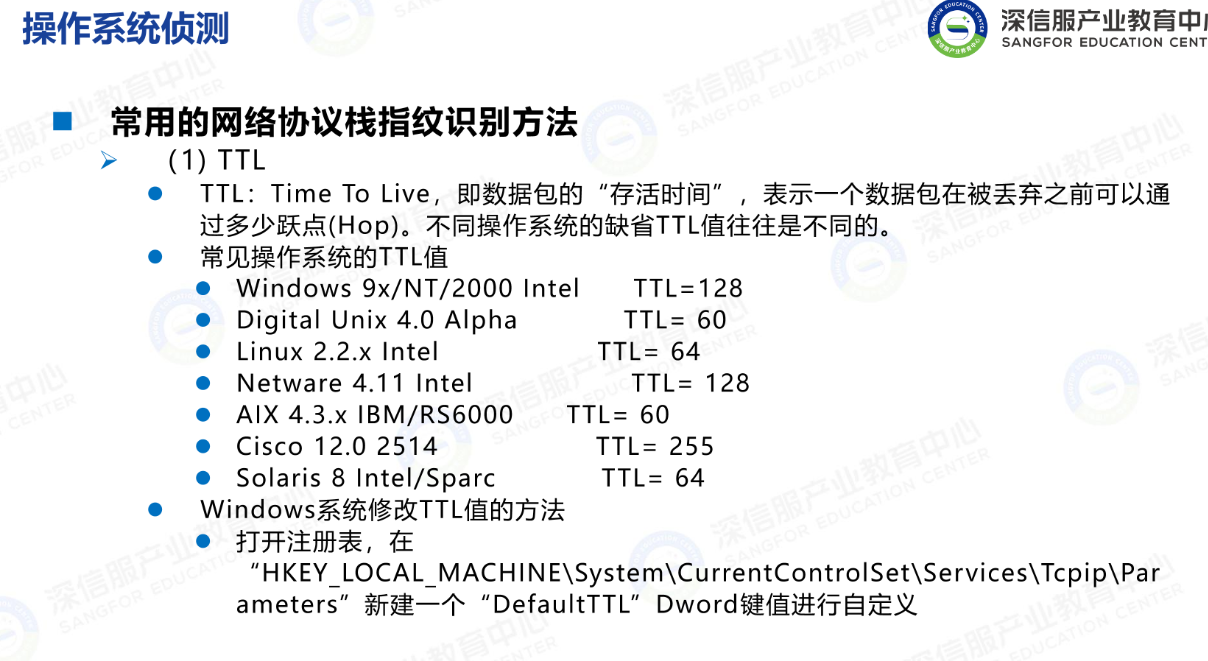 操作系统侦测
深信服产业教育中
SANGFOR EDUCATION CENT
常用的网络协议栈指纹识别方法
(1) TTL
TTL：Time To Live，即数据包的“存活时间”，表示一个数据包在被丢弃之前可以通
过多少跃点(Hop)。不同操作系统的缺省TTL值往往是不同的。
常见操作系统的TTL值
Windows 9x/NT/2000 Intel TTL=128
Digital Unix 4.0 Alpha TTL= 60
Linux 2.2.x Intel TTL= 64
Netware 4.11 Intel TTL= 128
AIX 4.3.x IBM/RS6000 TTL= 60
Cisco 12.0 2514 TTL= 255
Solaris 8 Intel/Sparc TTL= 64
Windows系统修改TTL值的方法
打开注册表，在
“HKEY_LOCAL_MACHINE\System\CurrentControlSet\Services\Tcpip\Par
ameters”新建一个“DefaultTTL”Dword键值进行自定义